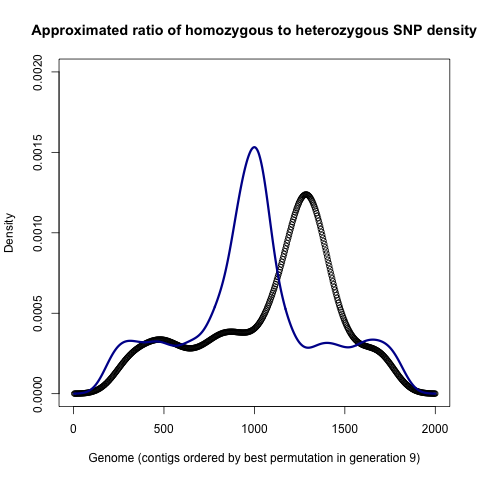 Approximated ratio of homozygous to heterozygous SNP density
Density
0.0020
0.0015
0.0010
0.0005
0.0000
0 500 1000 1500 2000
Genome (contigs ordered by best permutation in generation 9)